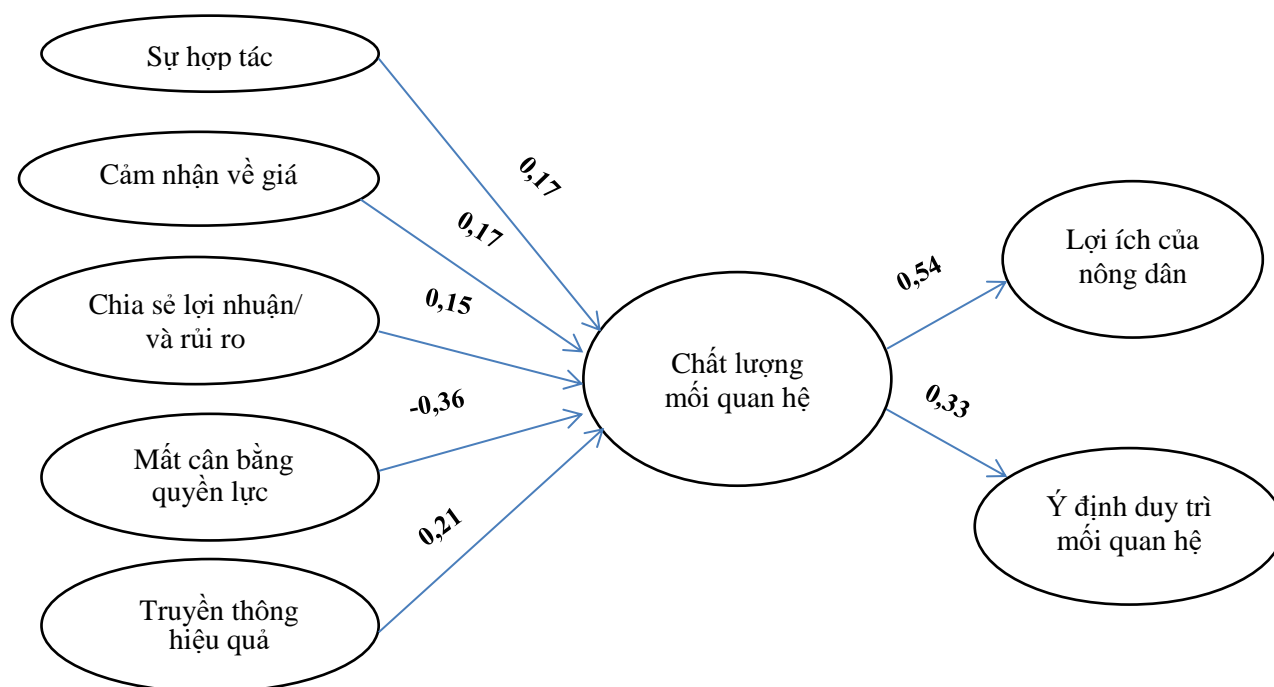 Sự hợp tác
0,17
Cảm nhận về giá
0,17
Chia sẻ lợi nhuận/
và rủi ro
0,15
Mất cân bằng
quyền lực
-0,36
Truyền thông
hiệu quả
0,21
Chất lượng
mối quan hệ
0,54
Lợi ích của
nông dân
0,33
Ý định duy trì
mối quan hệ